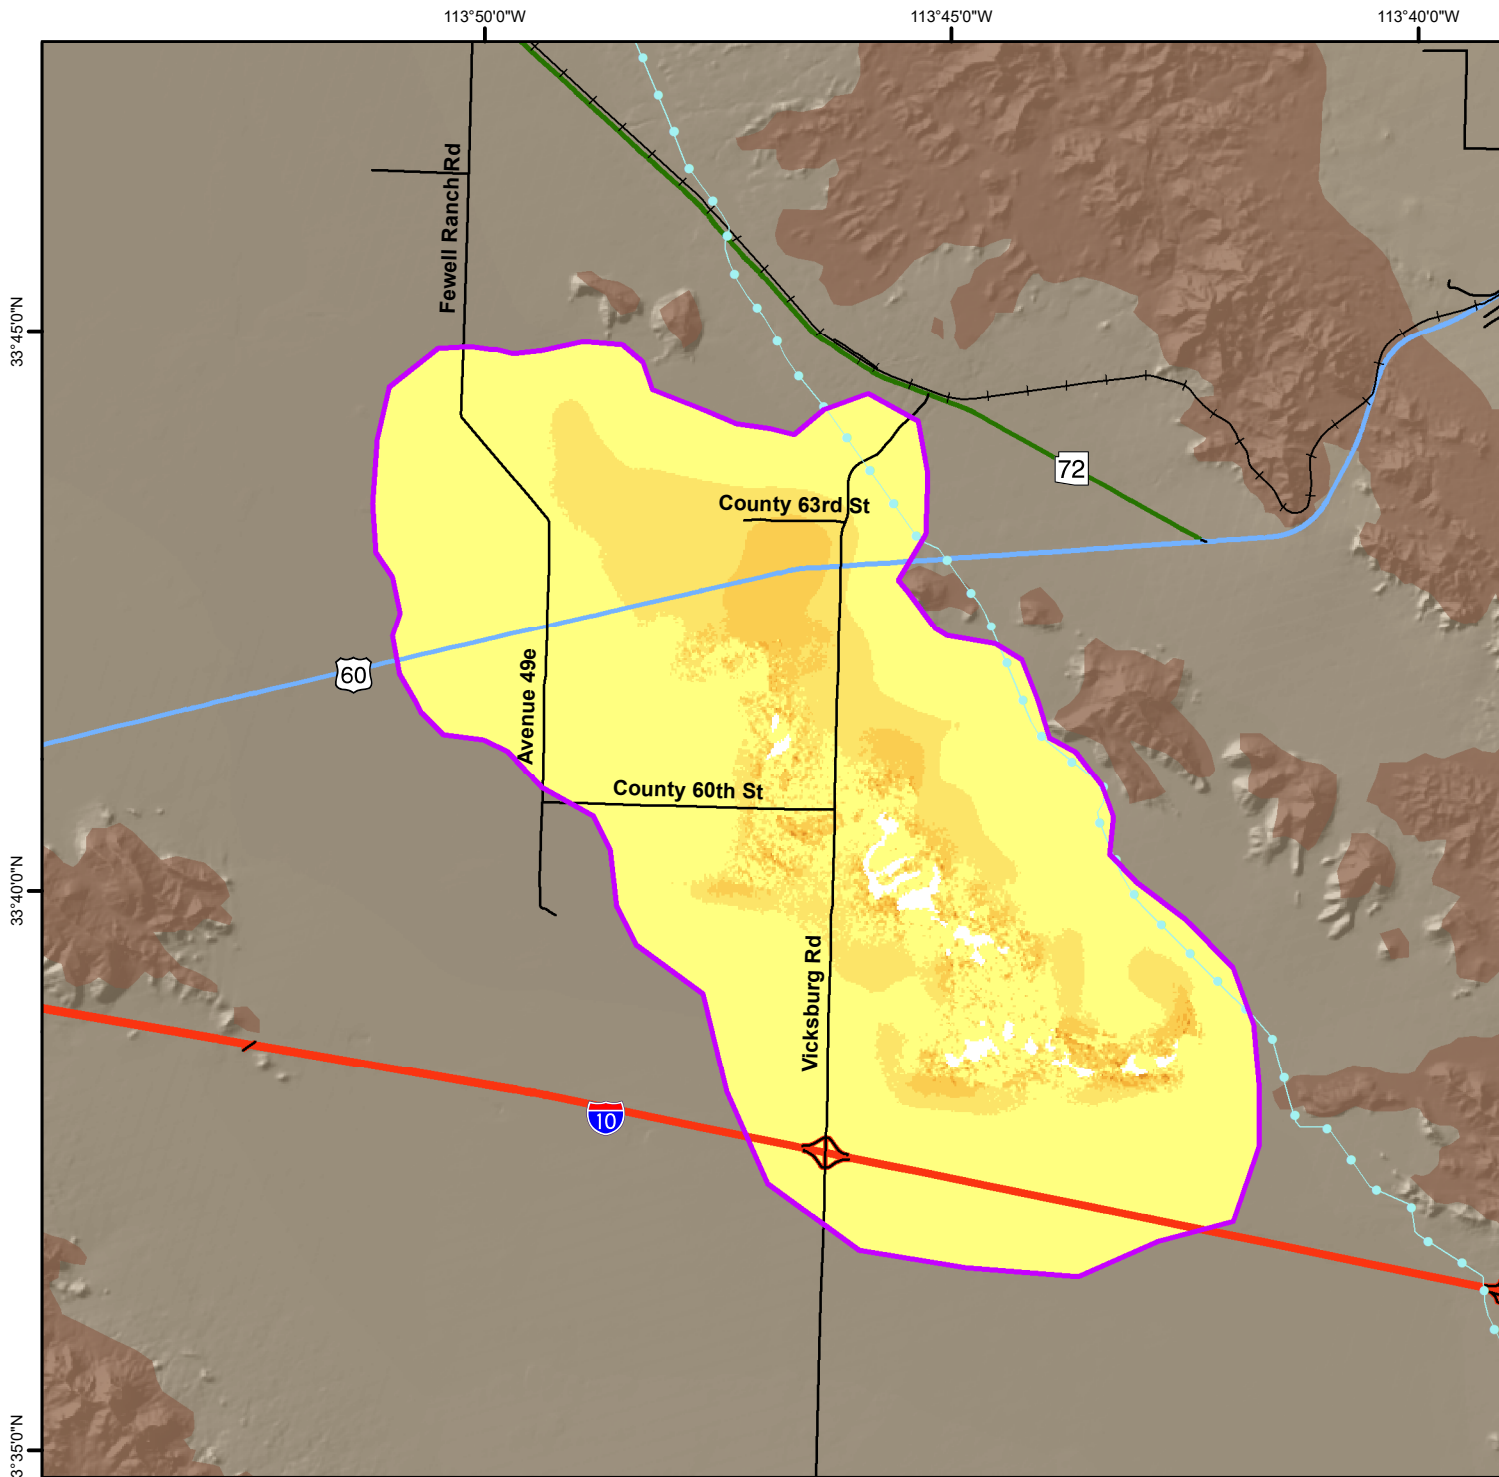 113°50'0"W
113°45'0"W
113°40'0"W
Fewell Ranch Rd
33°45'0"N
72
County 63rd St
60
Avenue 49e
County 60th St
33°40'0"N
Vicksburg Rd
10
3°35'0"N